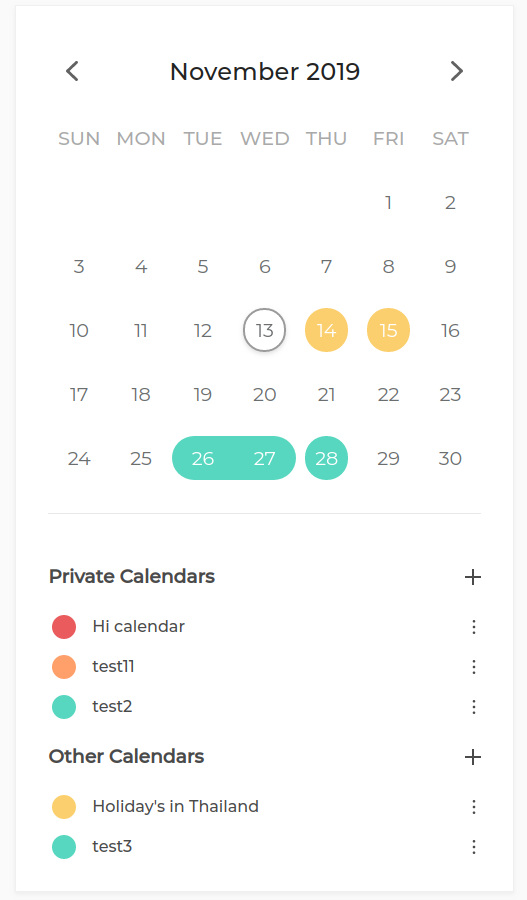 November 2019
SUN MON TUE WED THU FRI SAT
1 2
3 4 5 6 7 8 9
10 11 12 13 14 15 16
17 18 19 20 21 22 23
24 25 26 27 28 29 30
Private Calendars
Hi calendar
test11
test2
Other Calendars
Holiday's in Thailand
test3